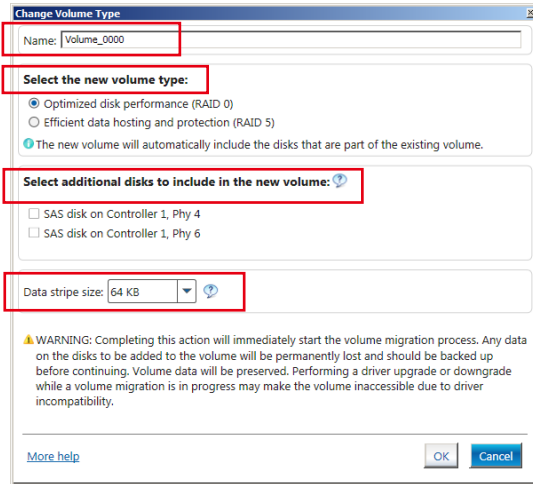 Change Volume Type
Name: Volume_0000
Select the new volume type:
Optimized disk performance (RAID 0)
Efficient data hosting and protection (RAID 5)
The new volume will automatically include the disks that are part of the existing volume.
Select additional disks to include in the new volume:
SAS disk on Controller 1, Phy 4
SAS disk on Controller 1, Phy 6
Data stripe size: 64 KB
WARNING: Completing this action will immediately start the volume migration process. Any data
on the disks to be added to the volume will be permanently lost and should be backed up
before continuing. Volume data will be preserved. Performing a driver upgrade or downgrade
while a volume migration is in progress may make the volume inaccessible due to driver
incompatibility.
More help
OK
Cancel